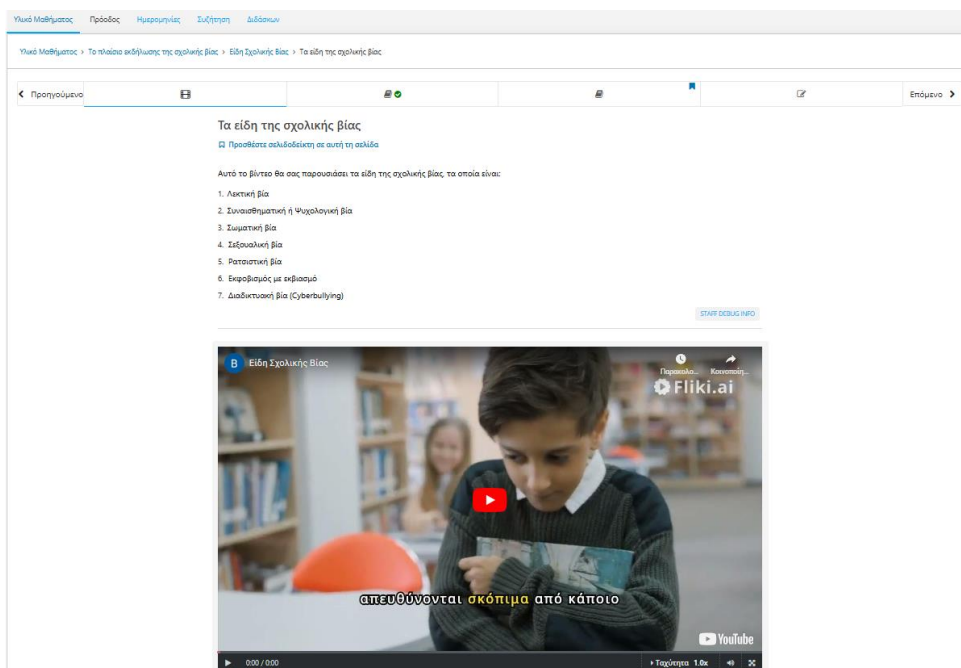 Υλικό Μαθήματος Πρόοδος Ημερομηνίες Συζήτηση Διδάσκων
Υλικό Μαθήματος > Το πλαίσιο εκδήλωσης της σχολικής βίας > Είδη Σχολικής Βίας > Τα είδη της σχολικής βίας
Προηγούμενο Επόμενο
Τα είδη της σχολικής βίας
Προσθέστε σελιδοδείκτη σε αυτή τη σελίδα
Αυτό το βίντεο θα σας παρουσιάσει τα είδη της σχολικής βίας, τα οποία είναι:
1. Λεκτική βία
2. Συναισθηματική ή Ψυχολογική βία
3. Σωματική βία
4. Σεξουαλική βία
5. Ρατσιστική βία
6. Εκφοβισμός με εκβιασμό
7. Διαδικτυακή βία (Cyberbullying)
STAFF DEBUG INFO
B Είδη Σχολικής Βίας
Παρακολο... Κοινοποίη...
Fliki.ai
απευθύνονται σκόπιμα από κάποιο
YouTube
0:00 / 0:00 Ταχύτητα 1.0x